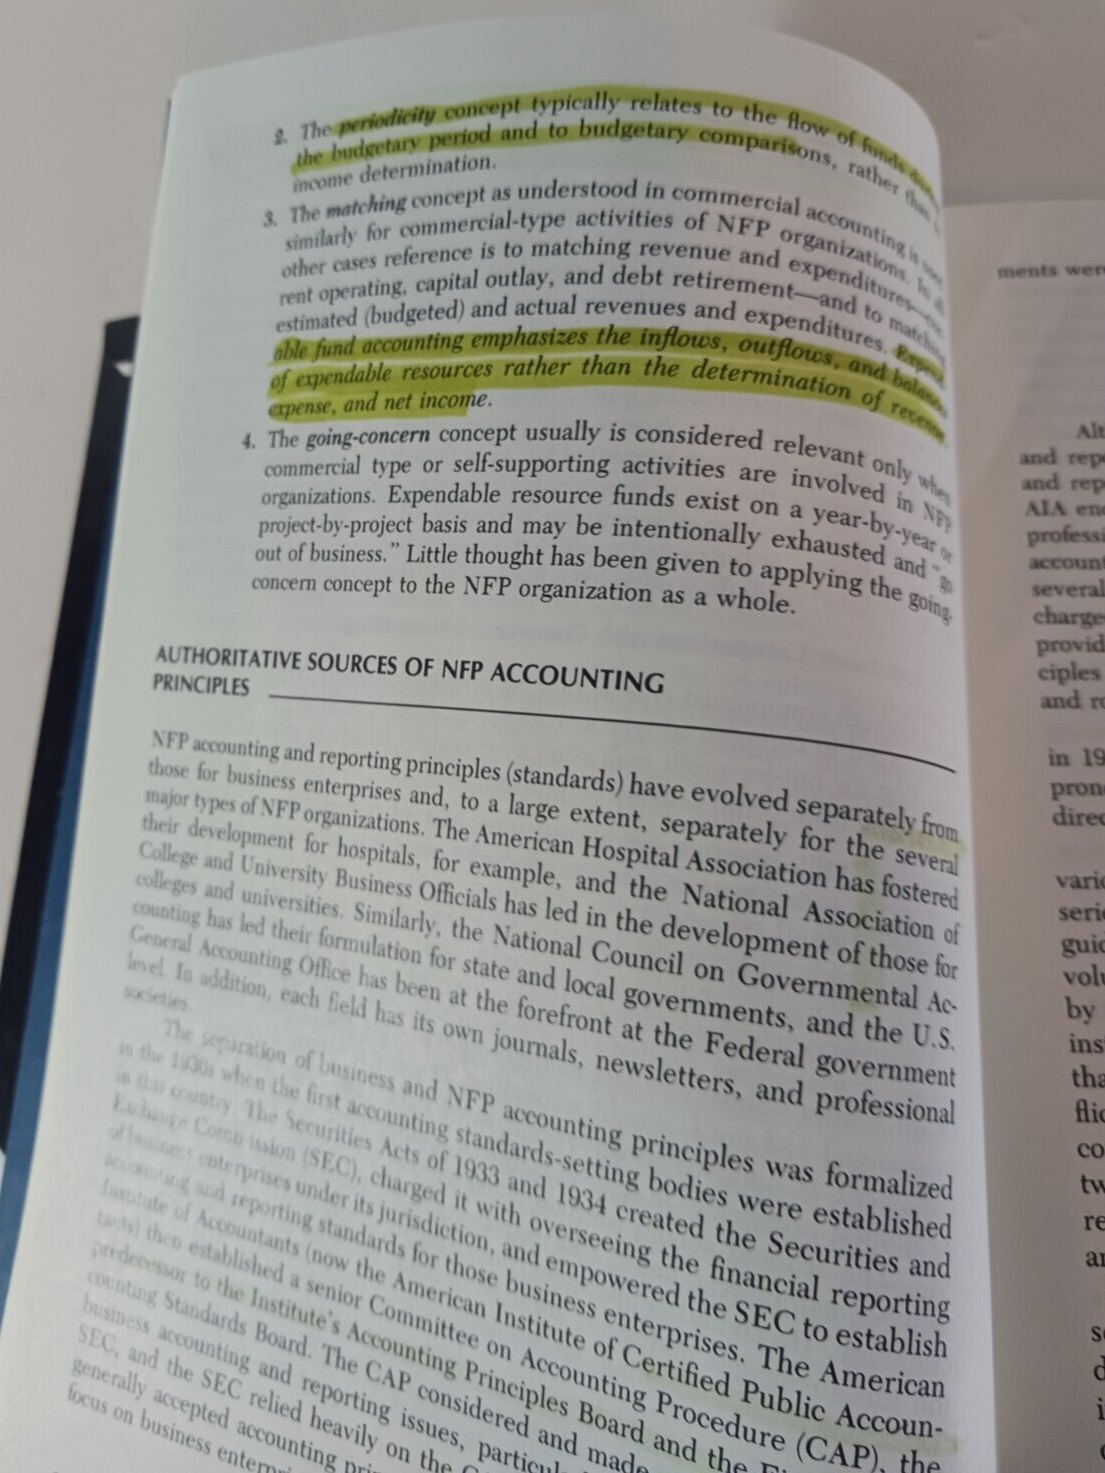 2. The periodicity concept typically relates to the flow of funds
the budgetary period and to budgetary comparisons, rather than
income determination.
3. The matching concept as understood in commercial accounting is
similarly for commercial-type activities of NFP organizations. In
other cases reference is to matching revenue and expenditures—
rent operating, capital outlay, and debt retirement—and to matching
estimated (budgeted) and actual revenues and expenditures. Expend-
able fund accounting emphasizes the inflows, outflows, and balances
of expendable resources rather than the determination of revenue,
expense, and net income.
4. The going-concern concept usually is considered relevant only when
commercial type or self-supporting activities are involved in NFP
organizations. Expendable resource funds exist on a year-by-year or
project-by-project basis and may be intentionally exhausted and "go
out of business." Little thought has been given to applying the going-
concern concept to the NFP organization as a whole.
AUTHORITATIVE SOURCES OF NFP ACCOUNTING
PRINCIPLES
NFP accounting and reporting principles (standards) have evolved separately from
those for business enterprises and, to a large extent, separately for the several
major types of NFP organizations. The American Hospital Association has fostered
their development for hospitals, for example, and the National Association of
College and University Business Officials has led in the development of those for
colleges and universities. Similarly, the National Council on Governmental Ac-
counting has led their formulation for state and local governments, and the U.S.
General Accounting Office has been at the forefront at the Federal government
level. In addition, each field has its own journals, newsletters, and professional
societies.
The separation of business and NFP accounting principles was formalized
in the 1930s when the first accounting standards-setting bodies were established
in this country. The Securities Acts of 1933 and 1934 created the Securities and
Exchange Commission (SEC), charged it with overseeing the financial reporting
of business enterprises under its jurisdiction, and empowered the SEC to establish
accounting and reporting standards for those business enterprises. The American
Institute of Accountants (now the American Institute of Certified Public Accoun-
tants) then established a senior Committee on Accounting Procedure (CAP), the
predecessor to the Institute's Accounting Principles Board and the
counting Standards Board. The CAP considered and made
business accounting and reporting issues,
SEC, and the SEC relied heavily on the
generally accepted accounting
focus on business
ments were
and
and
AIA
several
charge
ciples
and
in 19
by